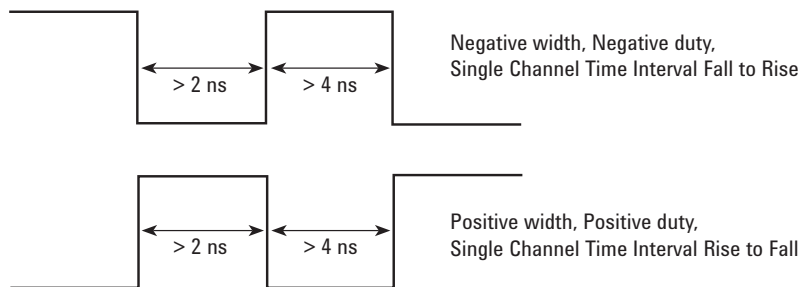 Negative width, Negative duty,
Single Channel Time Interval Fall to Rise
> 2 ns > 4 ns
Positive width, Positive duty,
Single Channel Time Interval Rise to Fall
> 2 ns > 4 ns